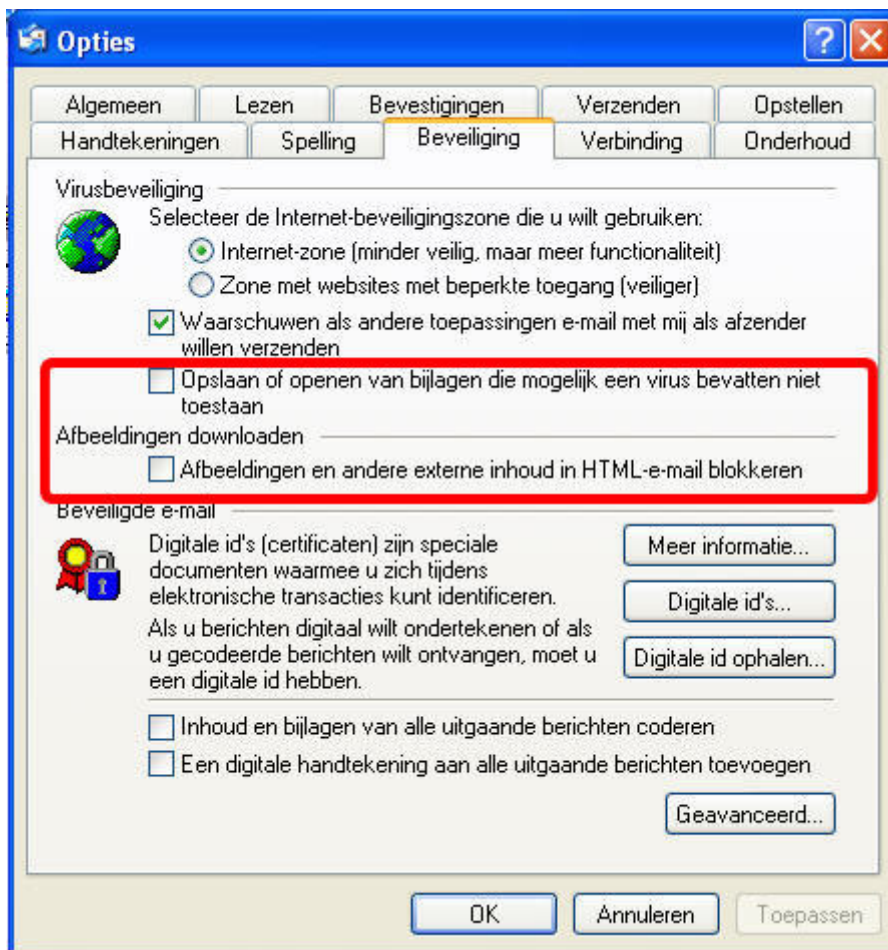 Opties
Algemeen Lezen Bevestigingen Verzenden Opstellen
Handtekeningen Spelling Beveiliging Verbinding Onderhoud
Virusbeveiliging
Selecteer de Internet-beveiligingszone die u wilt gebruiken:
Internet-zone (minder veilig, maar meer functionaliteit)
Zone met websites met beperkte toegang (veiliger)
Waarschuwen als andere toepassingen e-mail met mij als afzender
willen verzenden
Opslaan of openen van bijlagen die mogelijk een virus bevatten niet
toestaan
Afbeeldingen downloaden
Afbeeldingen en andere externe inhoud in HTML-e-mail blokkeren
Beveiligde e-mail
Digitale id's (certificaten) zijn speciale
documenten waarmee u zich tijdens
elektronische transacties kunt identificeren.
Meer informatie...
Digitale id's...
Als u berichten digitaal wilt ondertekenen of als
u gecodeerde berichten wilt ontvangen, moet u
een digitale id hebben.
Digitale id ophalen...
Inhoud en bijlagen van alle uitgaande berichten coderen
Een digitale handtekening aan alle uitgaande berichten toevoegen
Geavanceerd...
OK Annuleren Toepassen